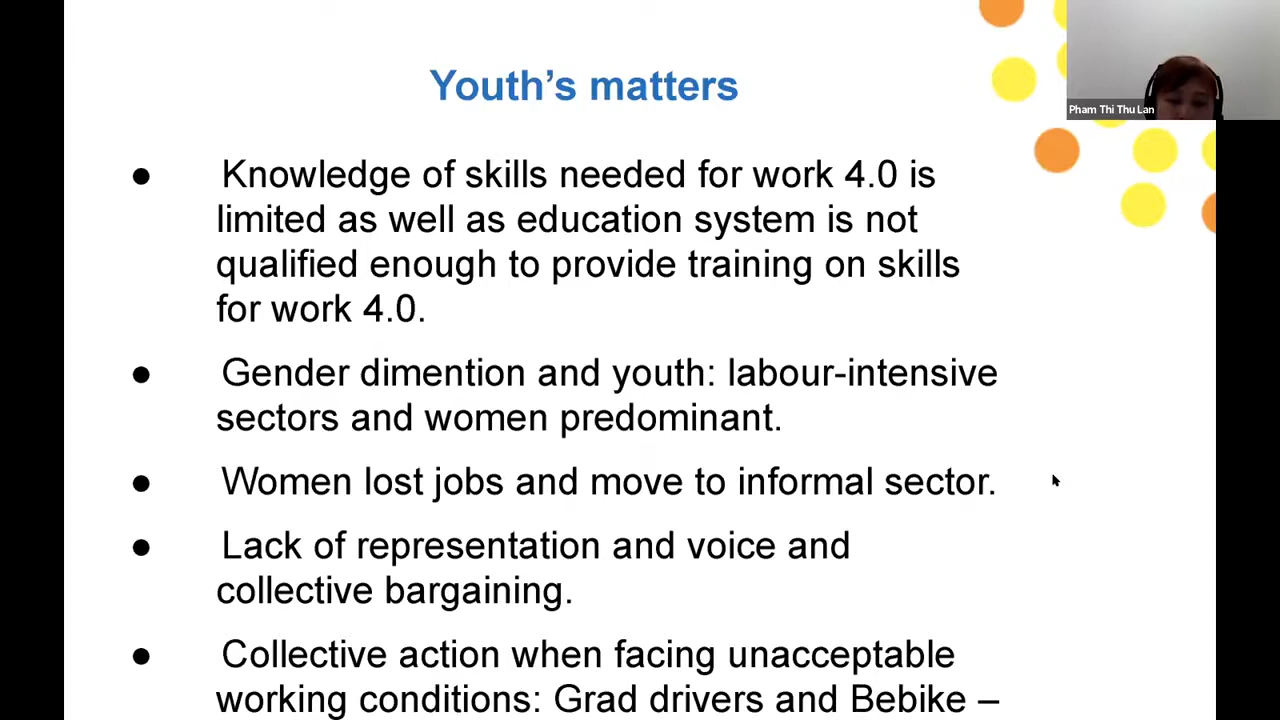 Youth's matters
Pham Thi Thu Lan
● Knowledge of skills needed for work 4.0 is
limited as well as education system is not
qualified enough to provide training on skills
for work 4.0.
● Gender dimention and youth: labour-intensive
sectors and women predominant.
● Women lost jobs and move to informal sector.
● Lack of representation and voice and
collective bargaining.
● Collective action when facing unacceptable
working conditions: Grad drivers and Bebike –